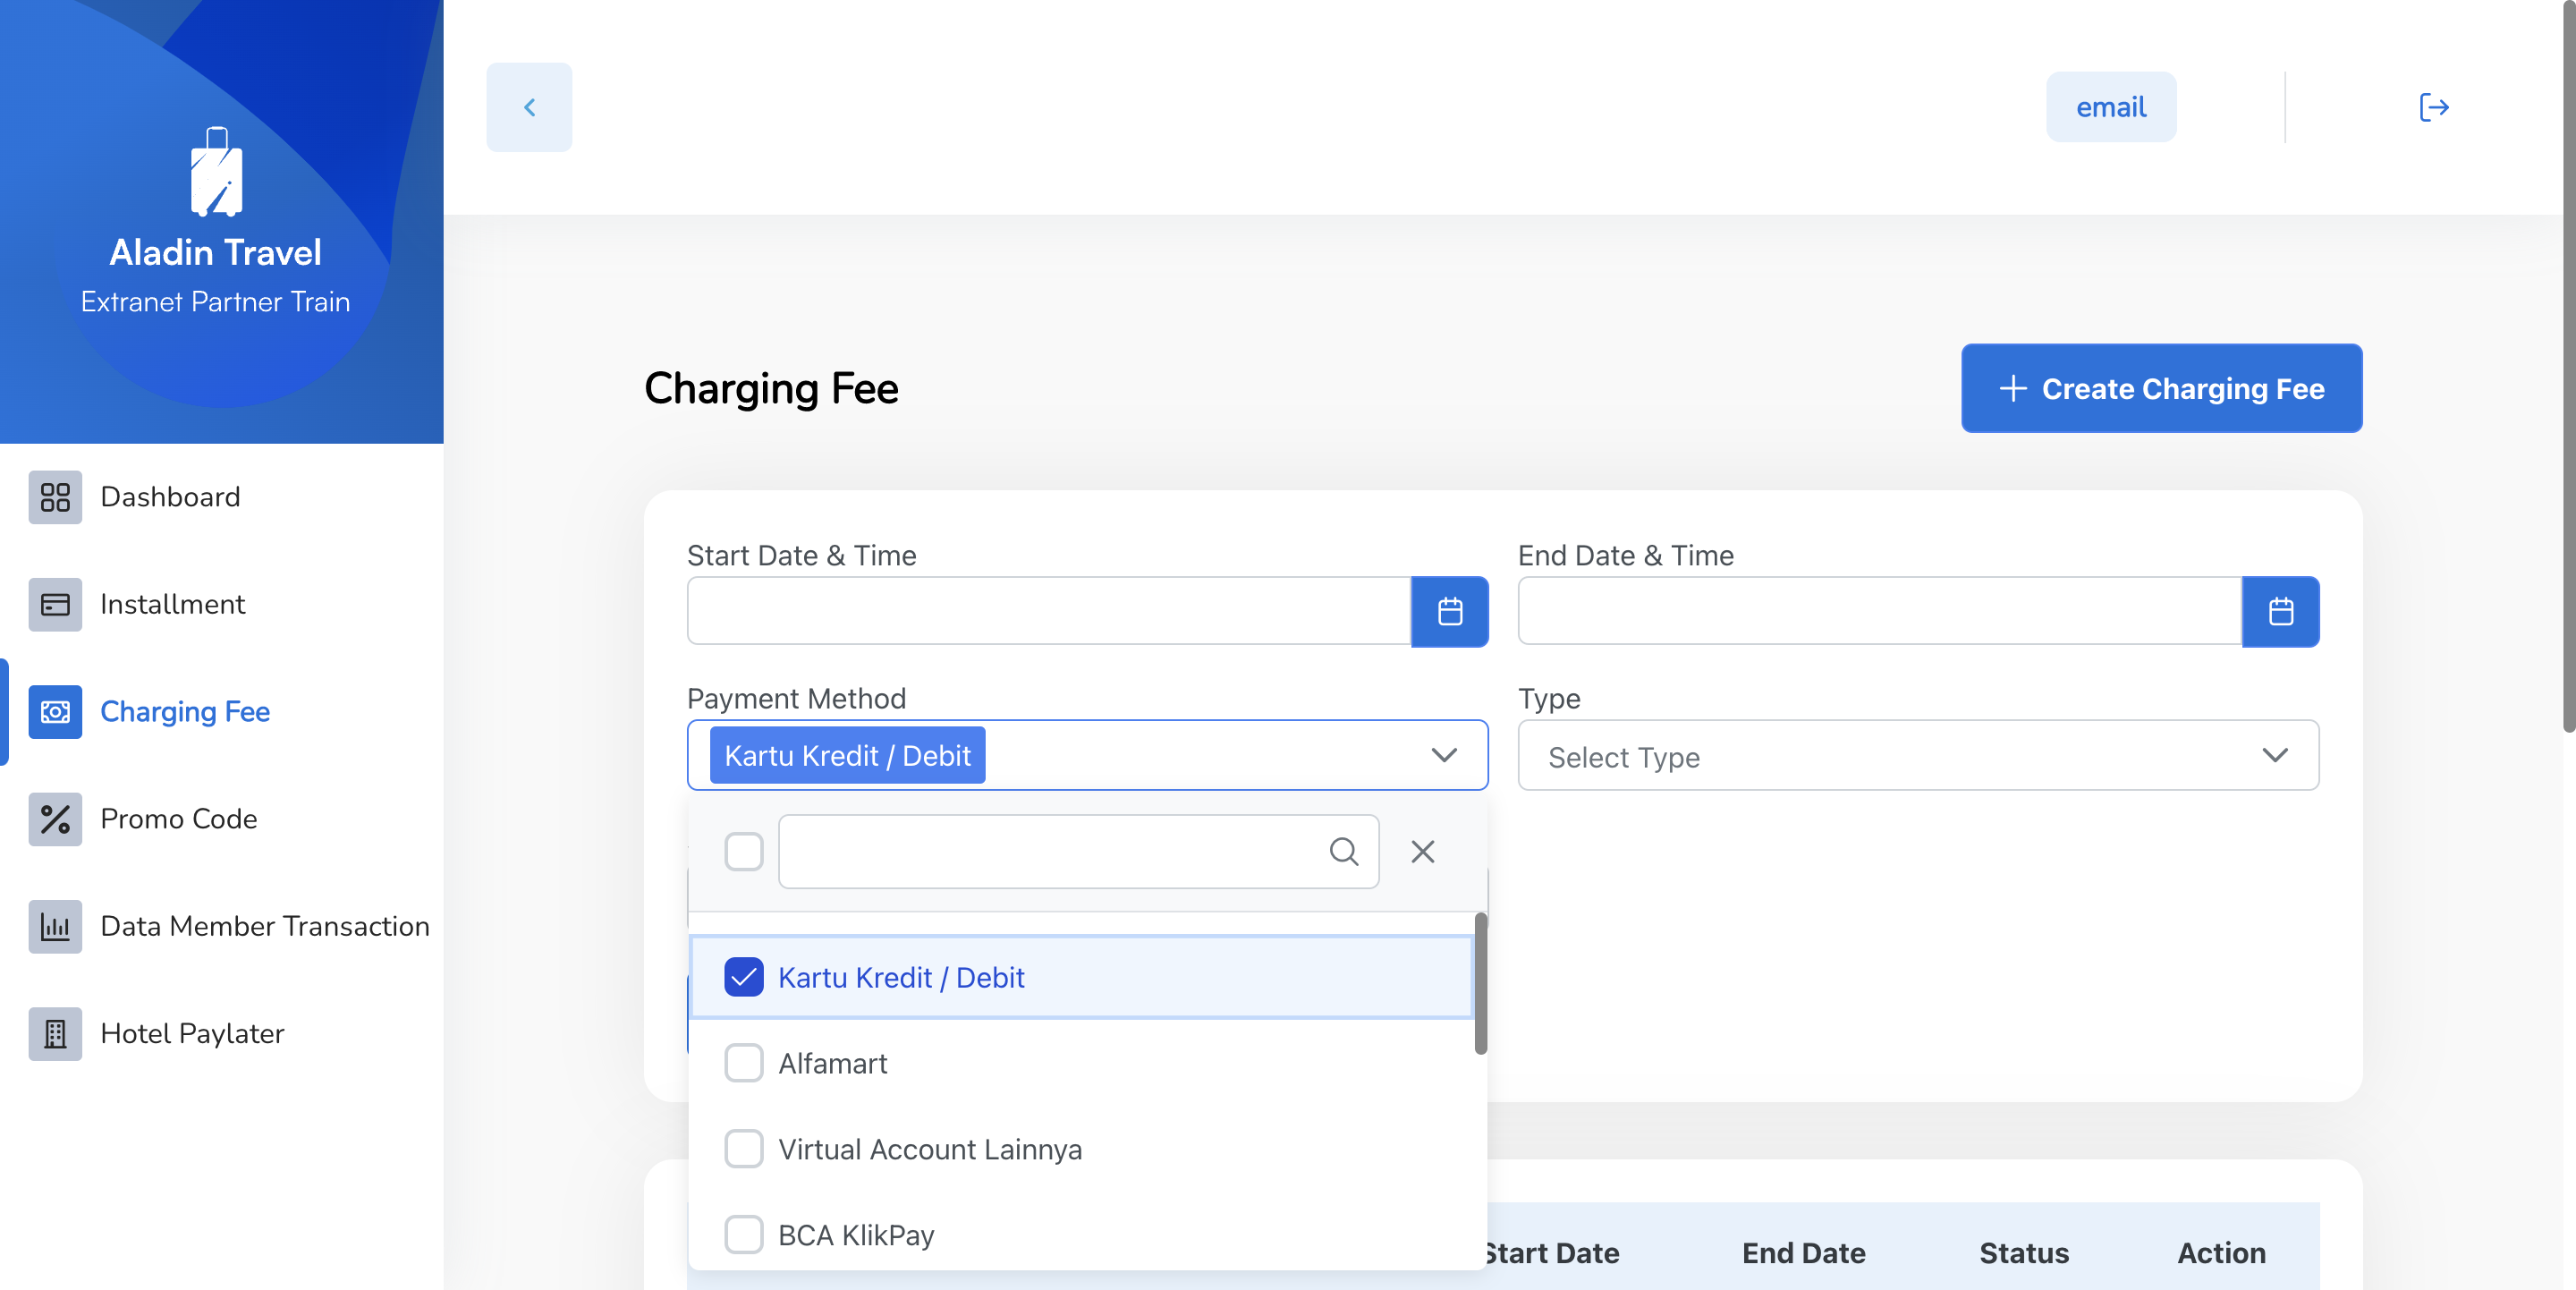 Aladin Travel
Extranet Partner Train
Dashboard
Installment
Charging Fee
Promo Code
Data Member Transaction
Hotel Paylater
email
Charging Fee
Create Charging Fee
Start Date & Time
End Date & Time
Payment Method
Type
Kartu Kredit / Debit
Select Type
Kartu Kredit / Debit
Alfamart
Virtual Account Lainnya
BCA KlikPay
Start Date
End Date
Status
Action